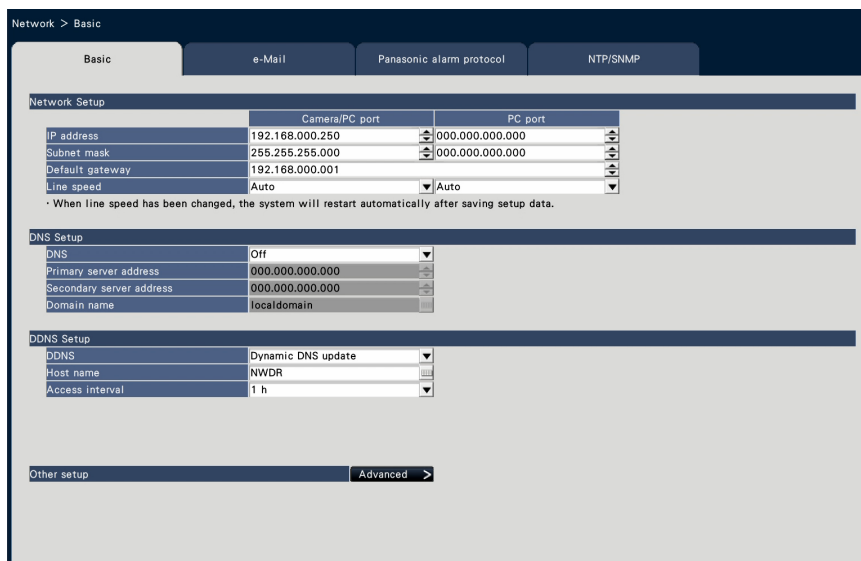 Network > Basic
Basic e-Mail Panasonic alarm protocol NTP/SNMP
Network Setup
Camera/PC port PC port
IP address 192.168.000.250 000.000.000.000
Subnet mask 255.255.255.000 000.000.000.000
Default gateway 192.168.000.001
Line speed Auto Auto
· When line speed has been changed, the system will restart automatically after saving setup data.
DNS Setup
DNS Off
Primary server address 000.000.000.000
Secondary server address 000.000.000.000
Domain name localdomain
DDNS Setup
DDNS Dynamic DNS update
Host name NWDR
Access interval 1 h
Other setup Advanced >